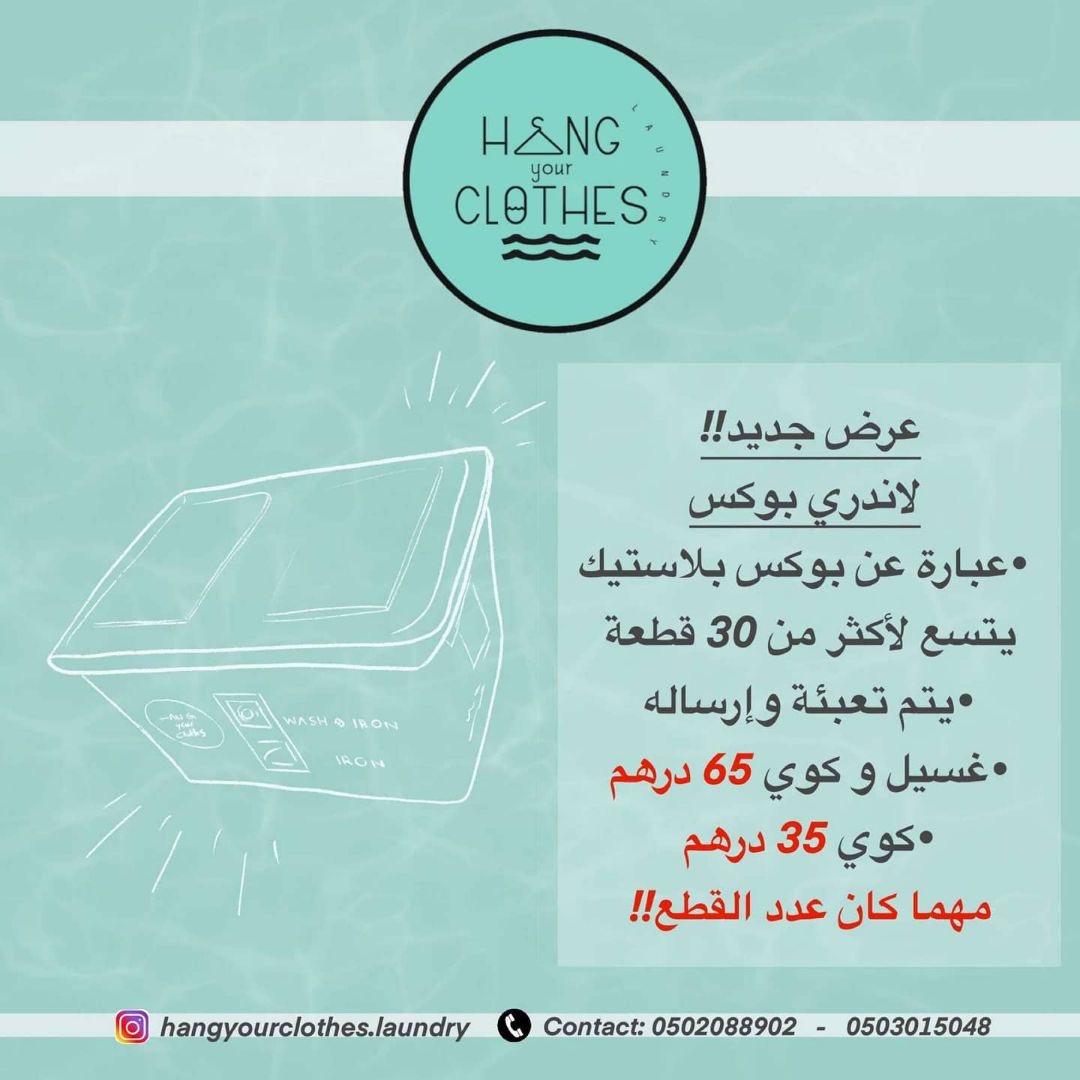 HANG
your
CLOTHES
LAUNDRY
عرض جديد!!
لاندري بوكس
•عبارة عن بوكس بلاستيك
يتسع لأكثر من 30 قطعة
•يتم تعبئة وإرساله
•غسيل و كوي 65 درهم
•كوي 35 درهم
مهما كان عدد القطع!!
your
WASH & IRON
IRON
hangyourclothes.laundry Contact: 0502088902 - 0503015048